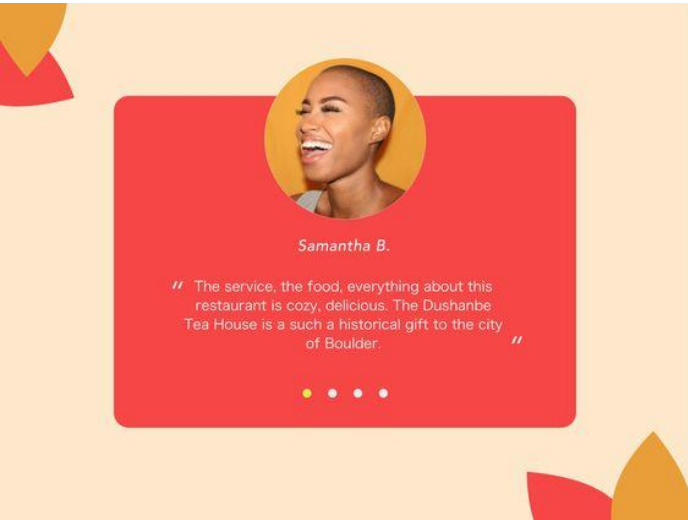 Samantha B.
“ The service, the food, everything about this
restaurant is cozy, delicious. The Dushanbe
Tea House is a such a historical gift to the city
of Boulder. ”